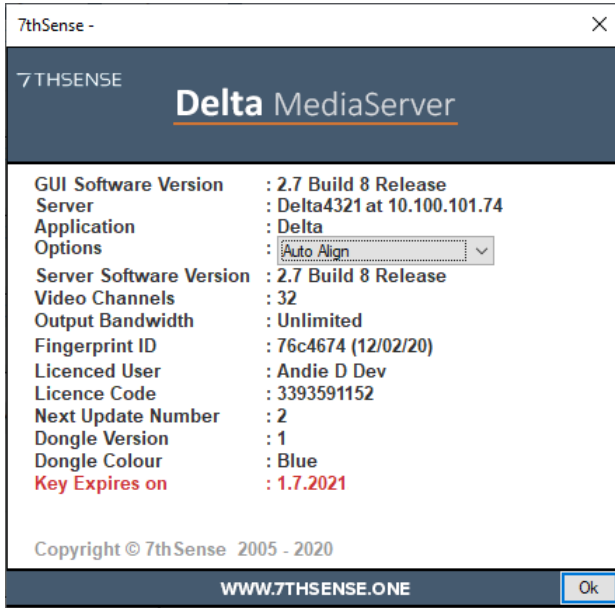 7thSense -
7THSENSE
Delta MediaServer
GUI Software Version : 2.7 Build 8 Release
Server : Delta4321 at 10.100.101.74
Application : Delta
Options : Auto Align
Server Software Version : 2.7 Build 8 Release
Video Channels : 32
Output Bandwidth : Unlimited
Fingerprint ID : 76c4674 (12/02/20)
Licenced User : Andie D Dev
Licence Code : 3393591152
Next Update Number : 2
Dongle Version : 1
Dongle Colour : Blue
Key Expires on : 1.7.2021
Copyright © 7thSense 2005 - 2020
WWW.7THSENSE.ONE
Ok